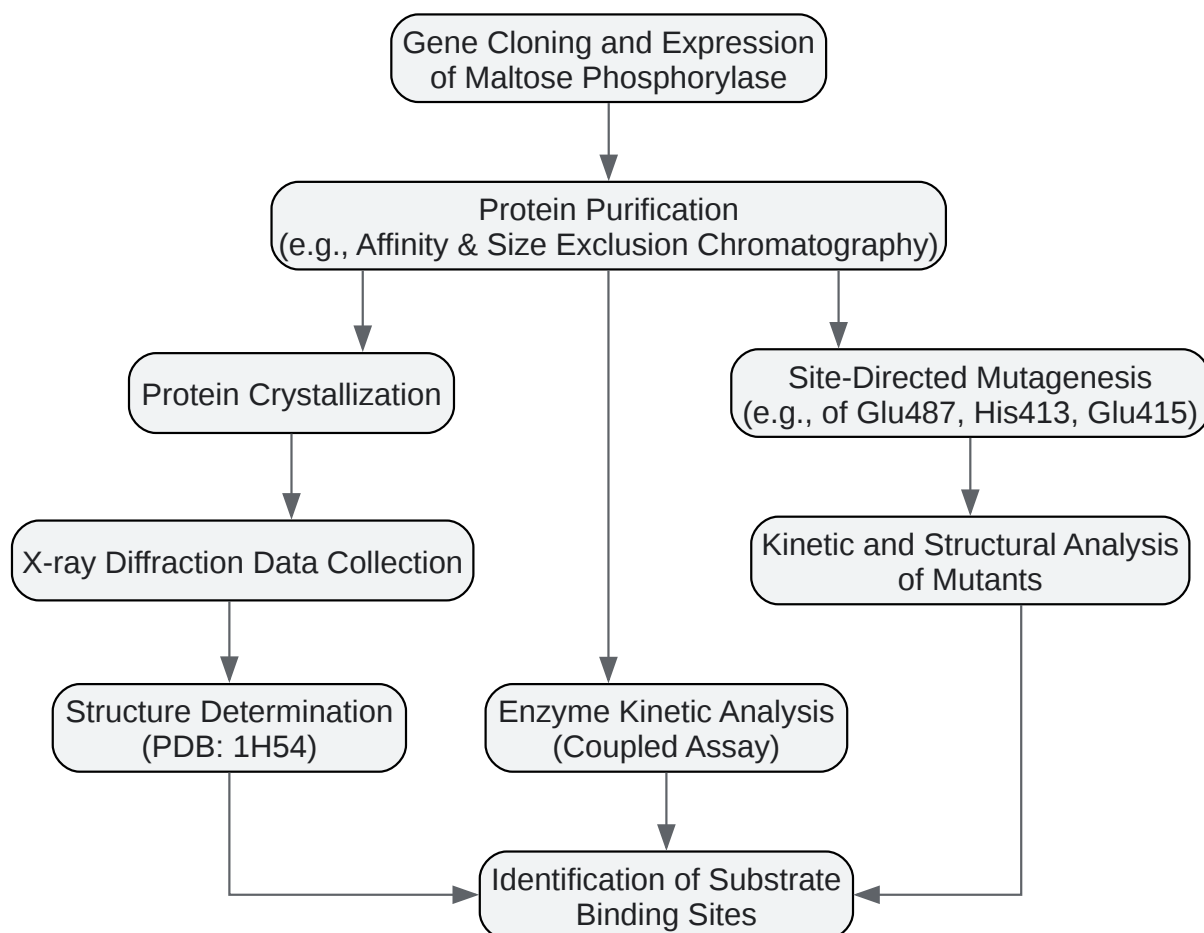 Gene Cloning and Expression
of Maltose Phosphorylase
Protein Purification
(e.g., Affinity & Size Exclusion Chromatography)
Protein Crystallization
Site-Directed Mutagenesis
(e.g., of Glu487, His413, Glu415)
X-ray Diffraction Data Collection
Kinetic and Structural Analysis
of Mutants
Structure Determination
(PDB: 1H54)
Enzyme Kinetic Analysis
(Coupled Assay)
Identification of Substrate
Binding Sites